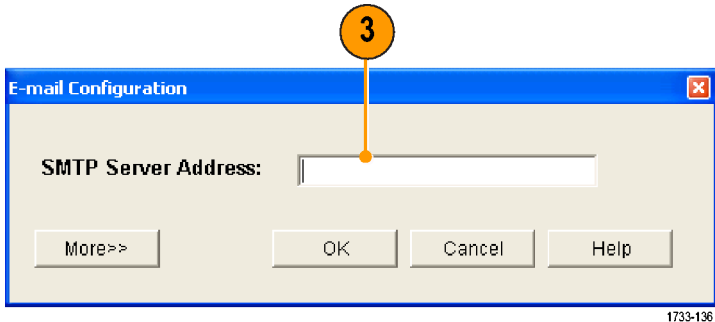 3
E-mail Configuration
SMTP Server Address:
More>> OK Cancel Help
1733-136